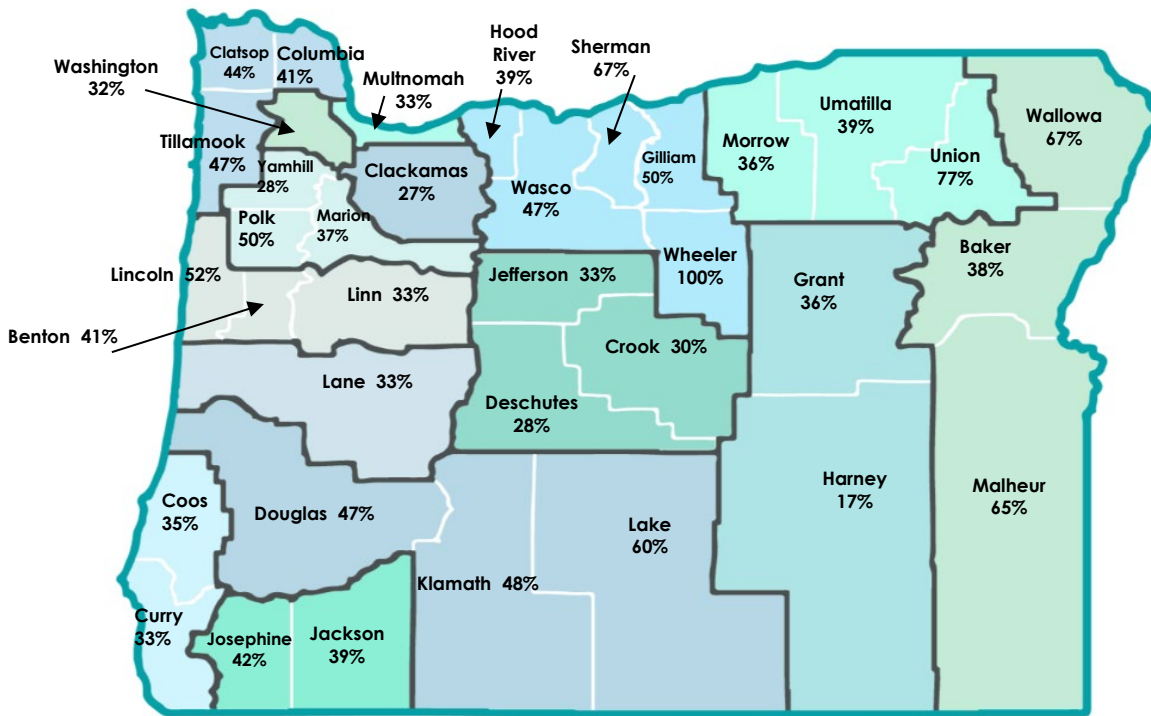 Clatsop
44%
Columbia
41%
Washington
32%
Multnomah
33%
Hood
River
39%
Sherman
67%
Tillamook
47%
Yamhill
28%
Clackamas
27%
Wasco
47%
Gilliam
50%
Morrow
36%
Umatilla
39%
Union
77%
Wallowa
67%
Polk
50%
Marion
37%
Lincoln 52%
Linn 33%
Benton 41%
Jefferson 33%
Wheeler
100%
Grant
36%
Baker
38%
Crook 30%
Lane 33%
Deschutes
28%
Coos
35%
Douglas 47%
Lake
60%
Harney
17%
Malheur
65%
Klamath 48%
Curry
33%
Josephine
42%
Jackson
39%